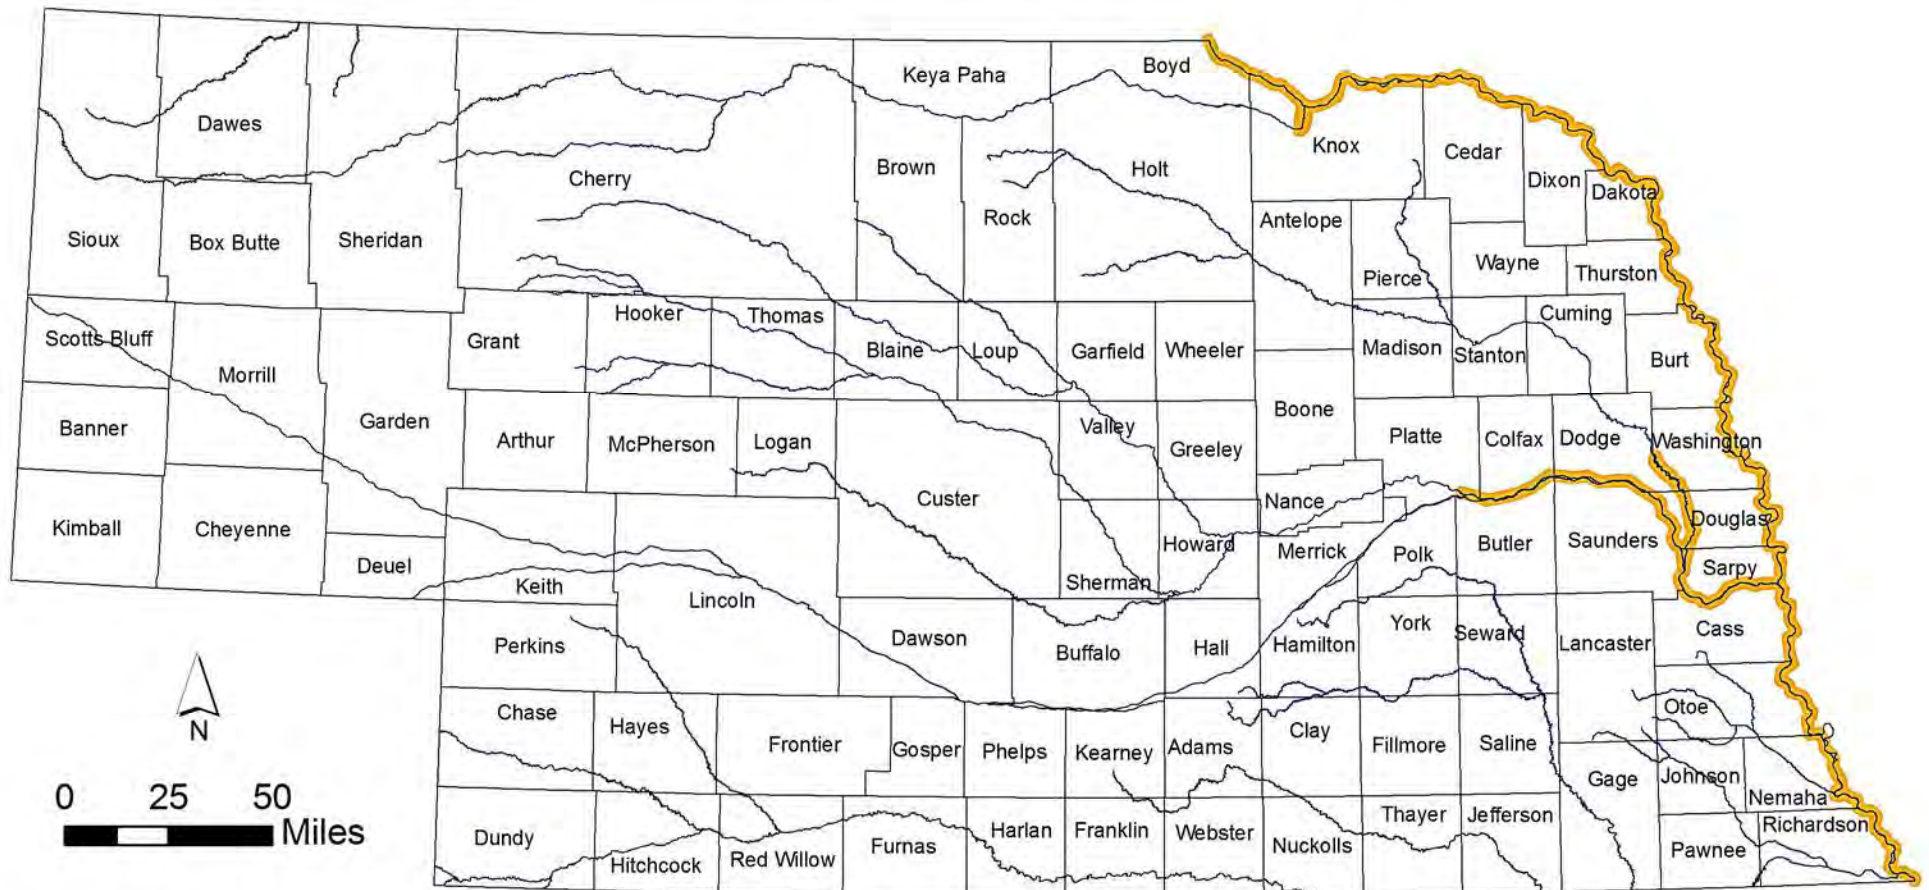 Boyd
Keya Paha
Dawes
Knox
Cedar
Holt
Brown
Cherry
Dixon
Dakota
Rock
Antelope
Sioux
Box Butte
Sheridan
Wayne
Pierce
Thurston
Hooker
Thomas
Cuming
Scotts Bluff
Grant
Blaine
Loup
Garfield
Wheeler
Madison
Stanton
Burt
Morrill
Boone
Garden
Banner
Arthur
McPherson
Logan
Valley
Greeley
Platte
Colfax
Dodge
Washington
Custer
Nance
Kimball
Cheyenne
Douglas
Howard
Merrick
Polk
Butler
Saunders
Deuel
Keith
Sherman
Sarpy
Lincoln
Perkins
Dawson
Buffalo
Hall
Hamilton
York
Seward
Lancaster
Cass
Chase
Hayes
Frontier
Gosper
Phelps
Kearney
Adams
Clay
Fillmore
Saline
Otoe
N
Gage
Johnson
Nemaha
0 25 50
Miles
Dundy
Hitchcock
Red Willow
Furnas
Harlan
Franklin
Webster
Nuckolls
Thayer
Jefferson
Pawnee
Richardson